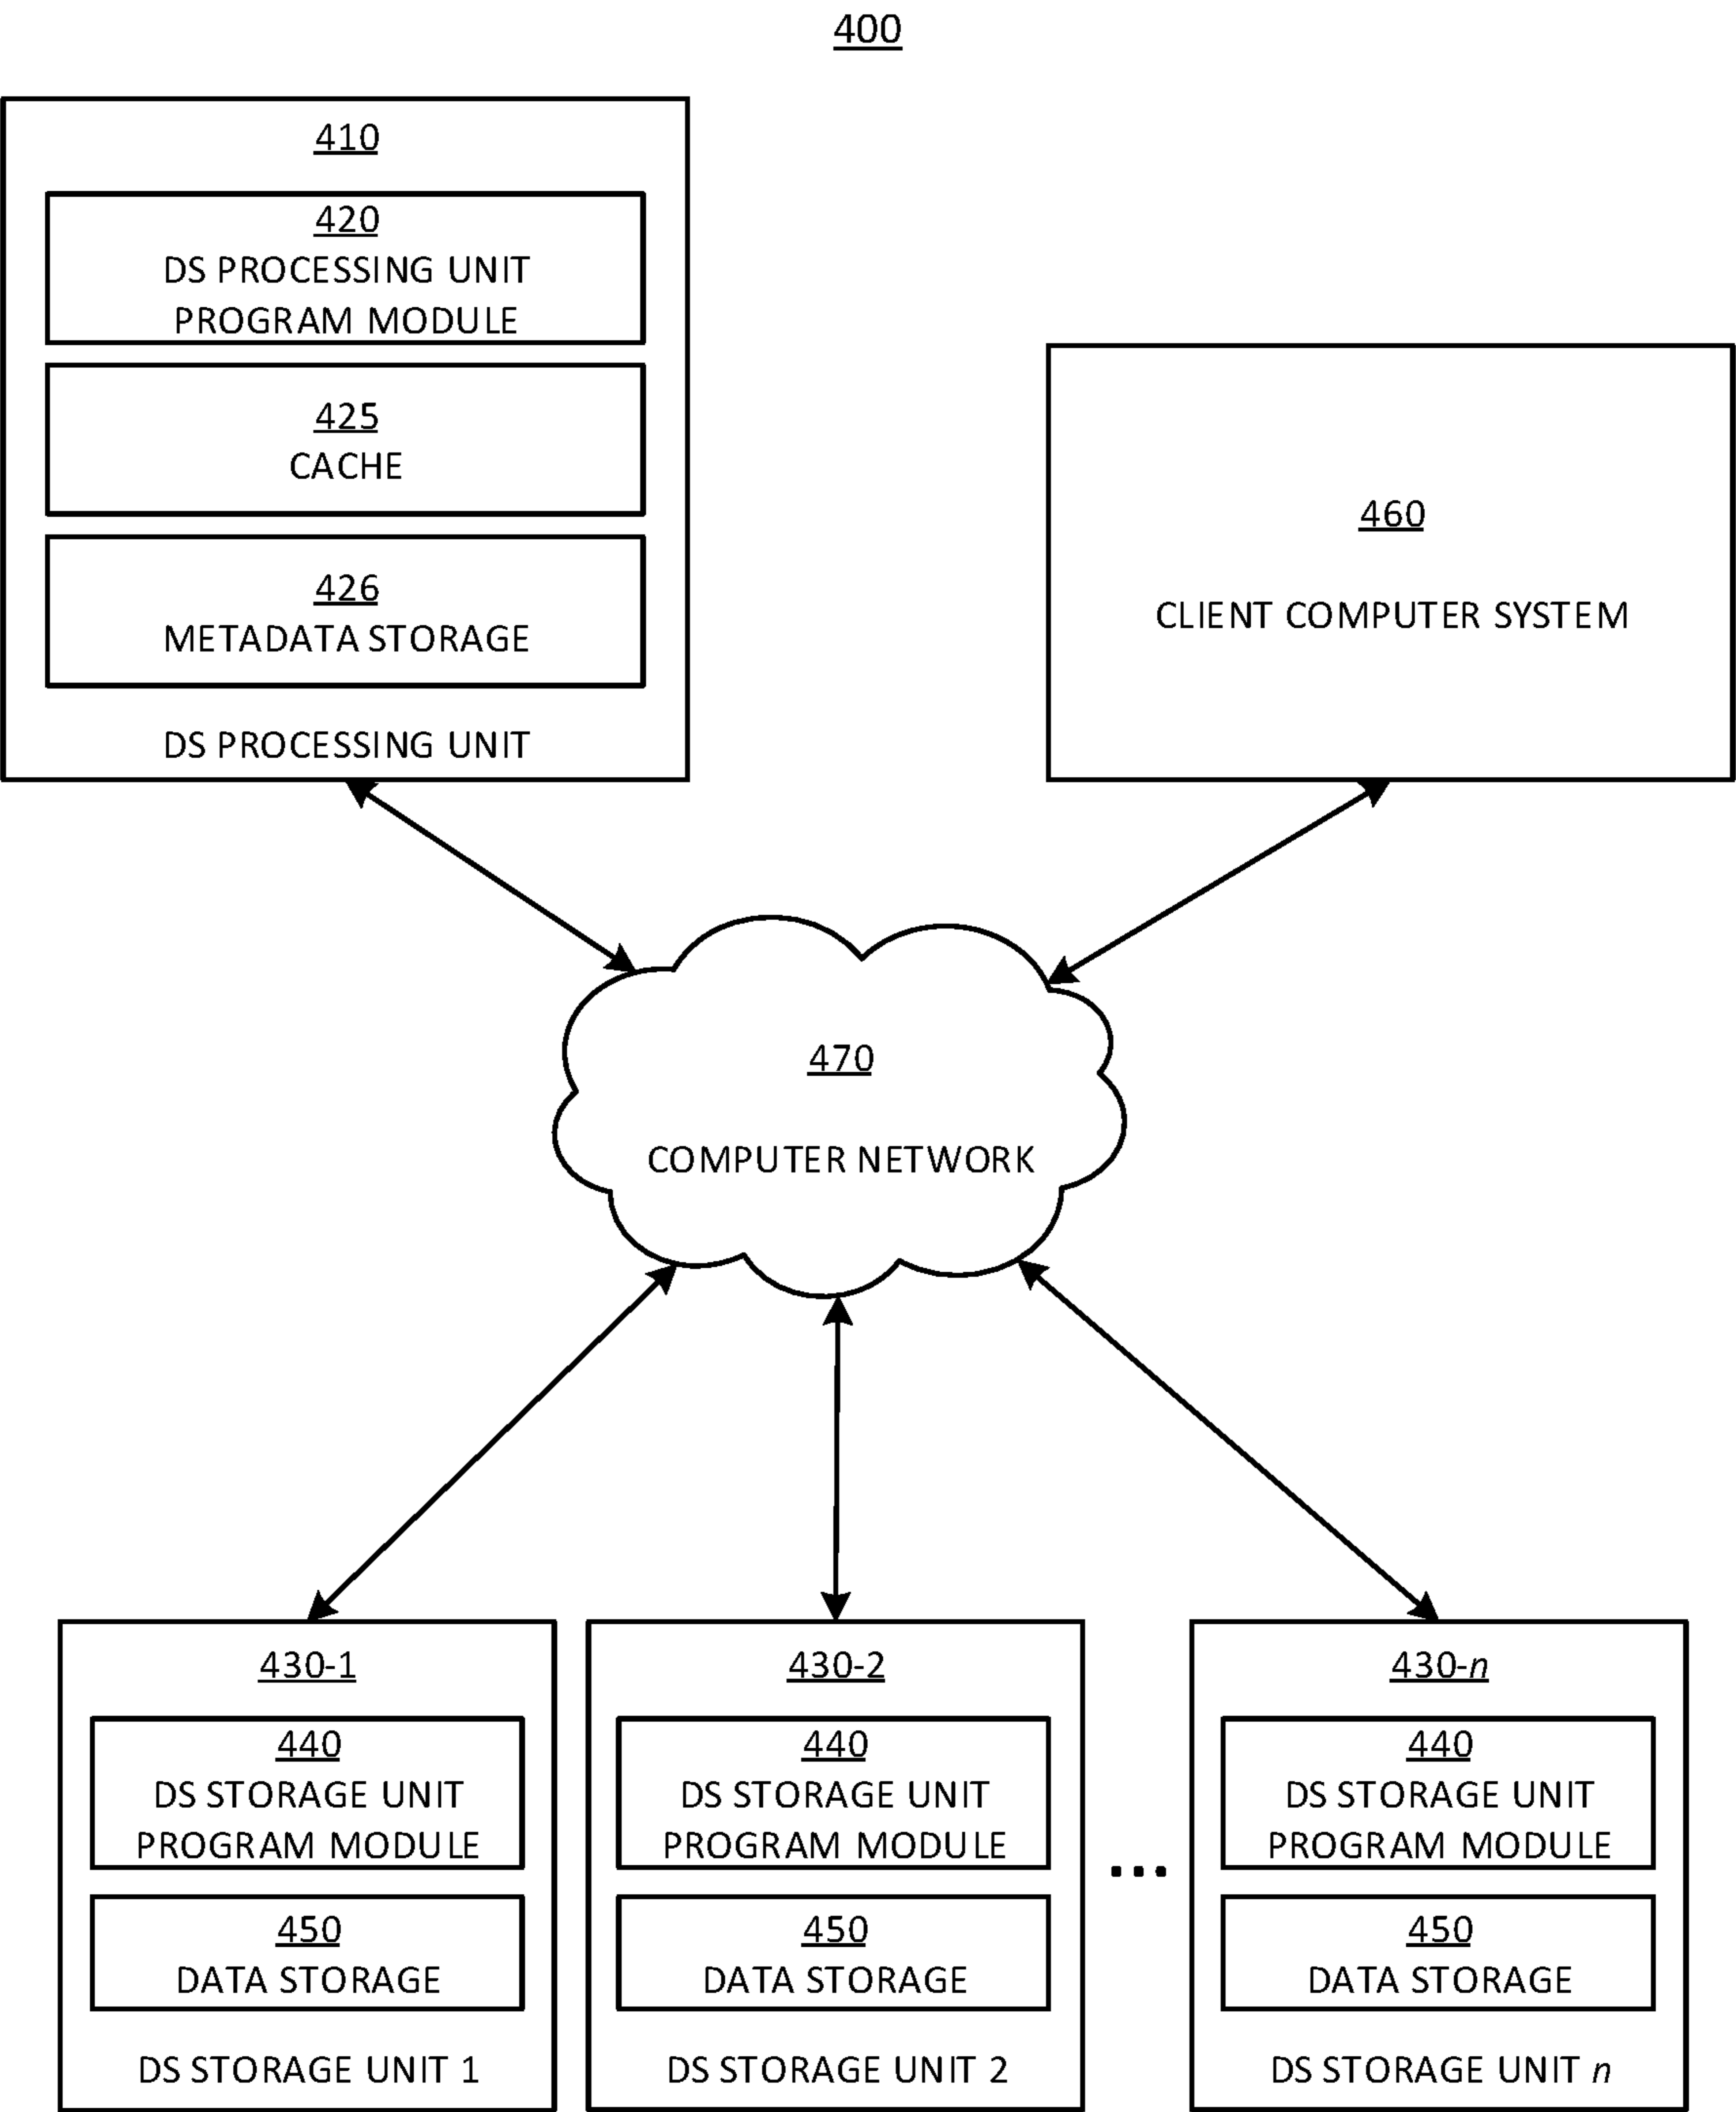 400
410
420
DS PROCESSING UNIT
PROGRAM MODULE
425
CACHE
426
METADATA STORAGE
DS PROCESSING UNIT
460
CLIENT COMPUTER SYSTEM
470
COMPUTER NETWORK
430-1
440
DS STORAGE UNIT
PROGRAM MODULE
450
DATA STORAGE
DS STORAGE UNIT 1
430-2
440
DS STORAGE UNIT
PROGRAM MODULE
450
DATA STORAGE
DS STORAGE UNIT 2
...
430-n
440
DS STORAGE UNIT
PROGRAM MODULE
450
DATA STORAGE
DS STORAGE UNIT n